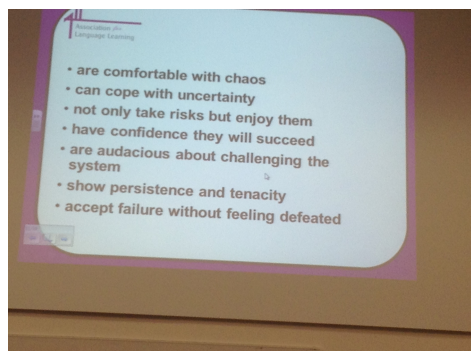 Association for
Language Learning
• are comfortable with chaos
• can cope with uncertainty
• not only take risks but enjoy them
• have confidence they will succeed
• are audacious about challenging the
system
• show persistence and tenacity
• accept failure without feeling defeated